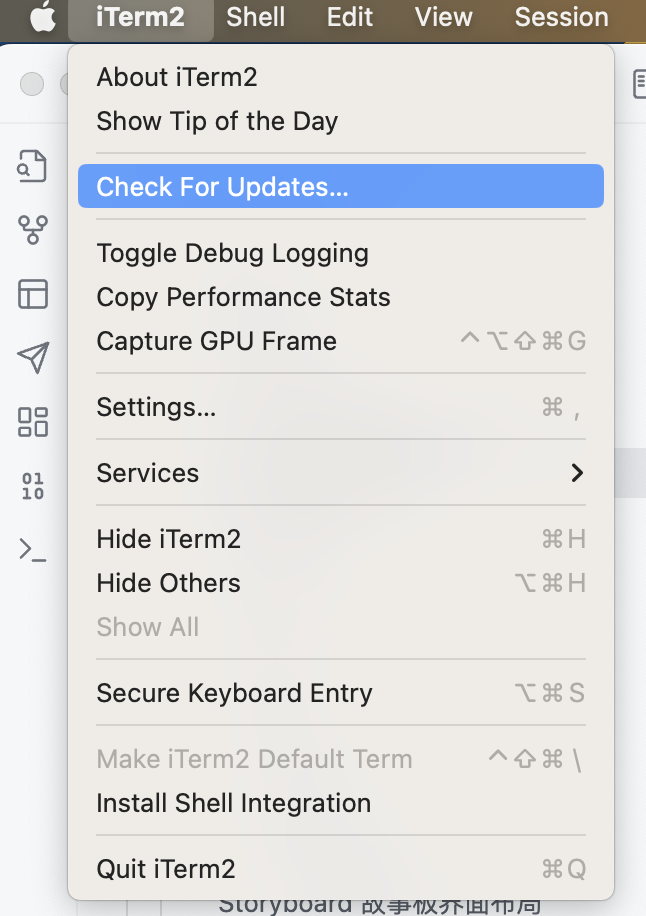 iTerm2 Shell Edit View Session
About iTerm2
Show Tip of the Day
Check For Updates...
Toggle Debug Logging
Copy Performance Stats
Capture GPU Frame ^⌥⇧⌘G
Settings... ⌘,
Services
01
10
Hide iTerm2 ⌘H
Hide Others ⌥⌘H
Show All
Secure Keyboard Entry ⌥⌘S
Make iTerm2 Default Term ^⇧⌘\
Install Shell Integration
Quit iTerm2 ⌘Q
Storyboard 故事板界面布局